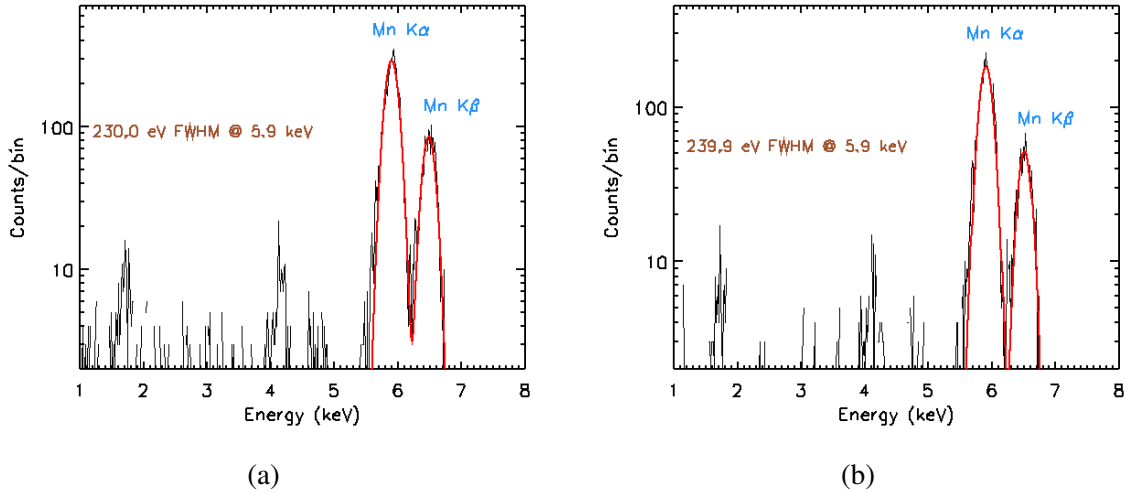 Mn Kα
Mn Kβ
230.0 eV FWHM @ 5.9 keV
100
10
Counts/bin
1 2 3 4 5 6 7 8
Energy (keV)
(a)
Mn Kα
Mn Kβ
239.9 eV FWHM @ 5.9 keV
100
10
Counts/bin
1 2 3 4 5 6 7 8
Energy (keV)
(b)